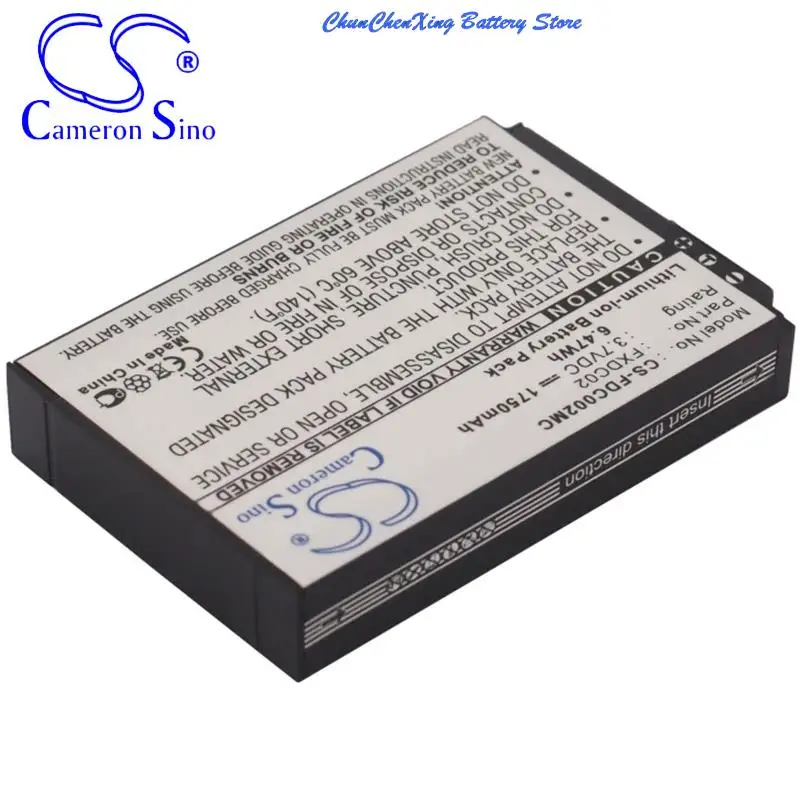 ChunChenXing Battery Store
CS®
Cameron Sino
Model No.: CS-FDC002MC
Part No.: FXDC02
Rating : 3.7VDC ⎓ 1750mAh
6.47Wh
Lithium-ion Battery Pack
CAUTION
ATTENTION:
NEW BATTERY PACK MUST BE FULLY CHARGED BEFORE USE.
READ INSTRUCTIONS IN OPERATING GUIDE BEFORE USING THE BATTERY.
TO REDUCE RISK OF FIRE OR BURNS
DO NOT ATTEMPT TO DISASSEMBLE, OPEN OR SERVICE
THE BATTERY PACK. DO NOT
CRUSH, PUNCTURE, SHORT EXTERNAL
CONTACTS OR DISPOSE OF IN FIRE OR WATER.
DO NOT STORE ABOVE 60°C (140°F).
REPLACE ONLY WITH THE BATTERY PACK DESIGNATED
FOR THE PRODUCT.
WARRANTY VOID IF LABEL IS REMOVED
Made in China
Cameron Sino
CS®
Insert this direction